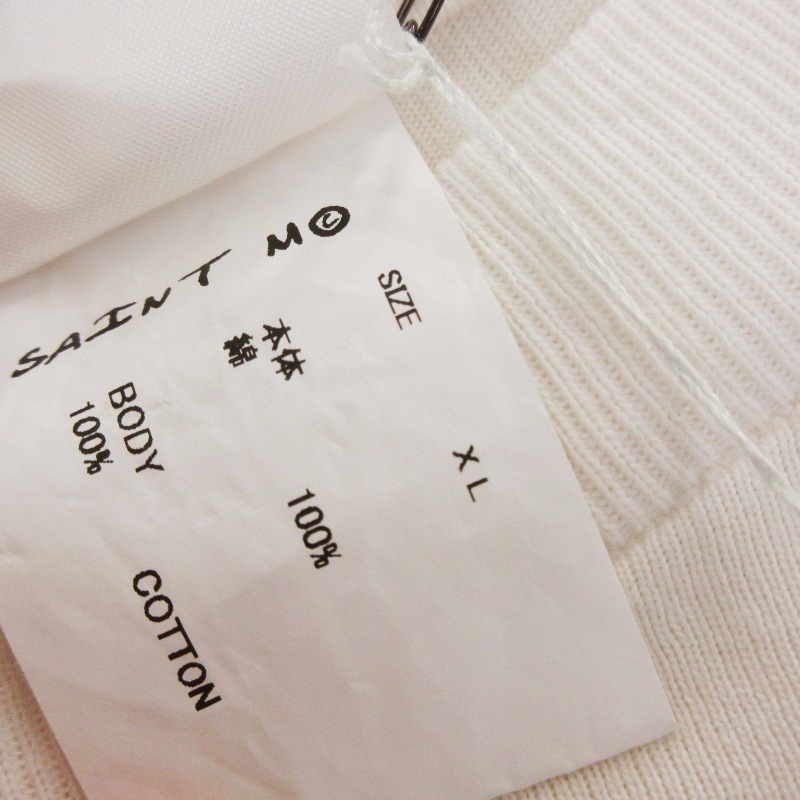 SAINT M©
SIZE XL
本体
綿 100%
BODY
100% COTTON